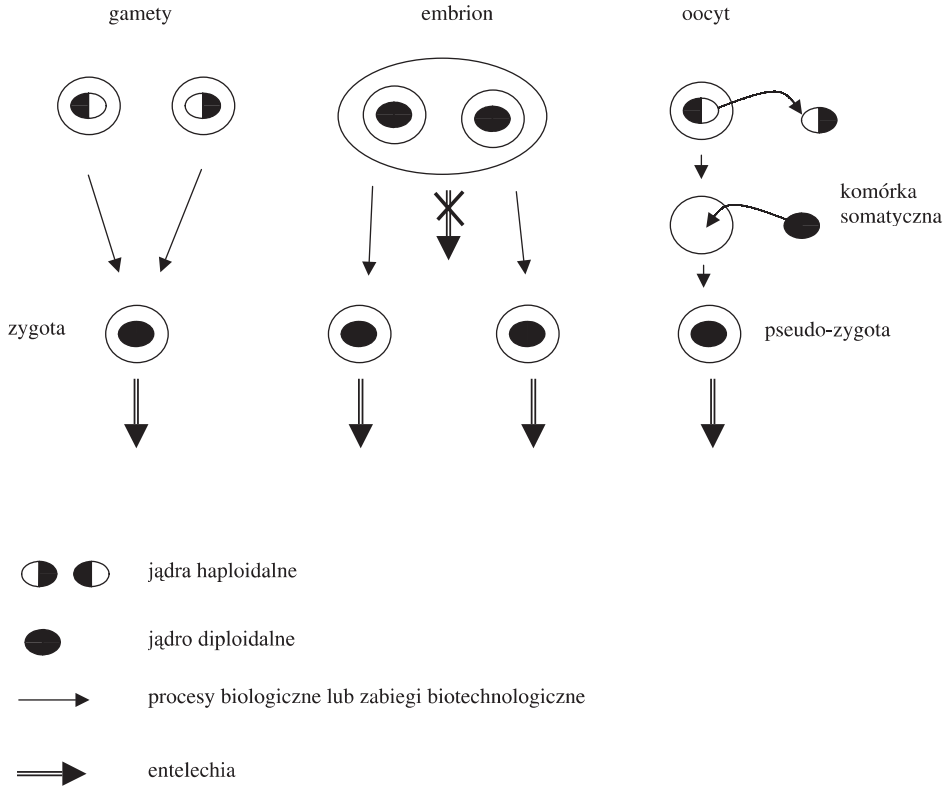 gamety
embrion
oocyt
komórka
somatyczna
zygota
pseudo-zygota
jądra haploidalne
jądro diploidalne
procesy biologiczne lub zabiegi biotechnologiczne
entelechia